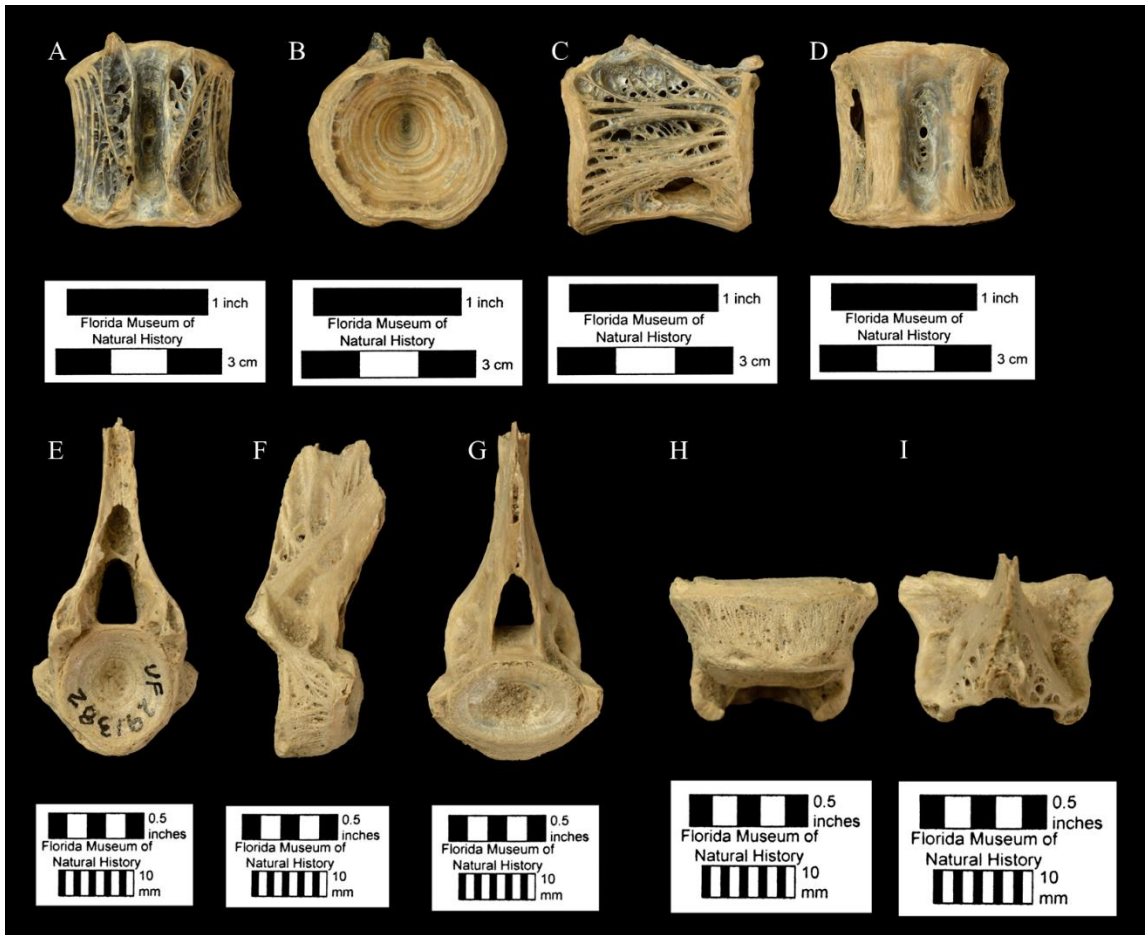 A
B
C
D
1 inch
Florida Museum of
Natural History
3 cm
1 inch
Florida Museum of
Natural History
3 cm
1 inch
Florida Museum of
Natural History
3 cm
1 inch
Florida Museum of
Natural History
3 cm
E
F
G
H
I
UF 291382
0.5
inches
Florida Museum of
Natural History
10
mm
0.5
inches
Florida Museum of
Natural History
10
mm
0.5
inches
Florida Museum of
Natural History
10
mm
0.5
inches
Florida Museum of
Natural History
10
mm
0.5
inches
Florida Museum of
Natural History
10
mm